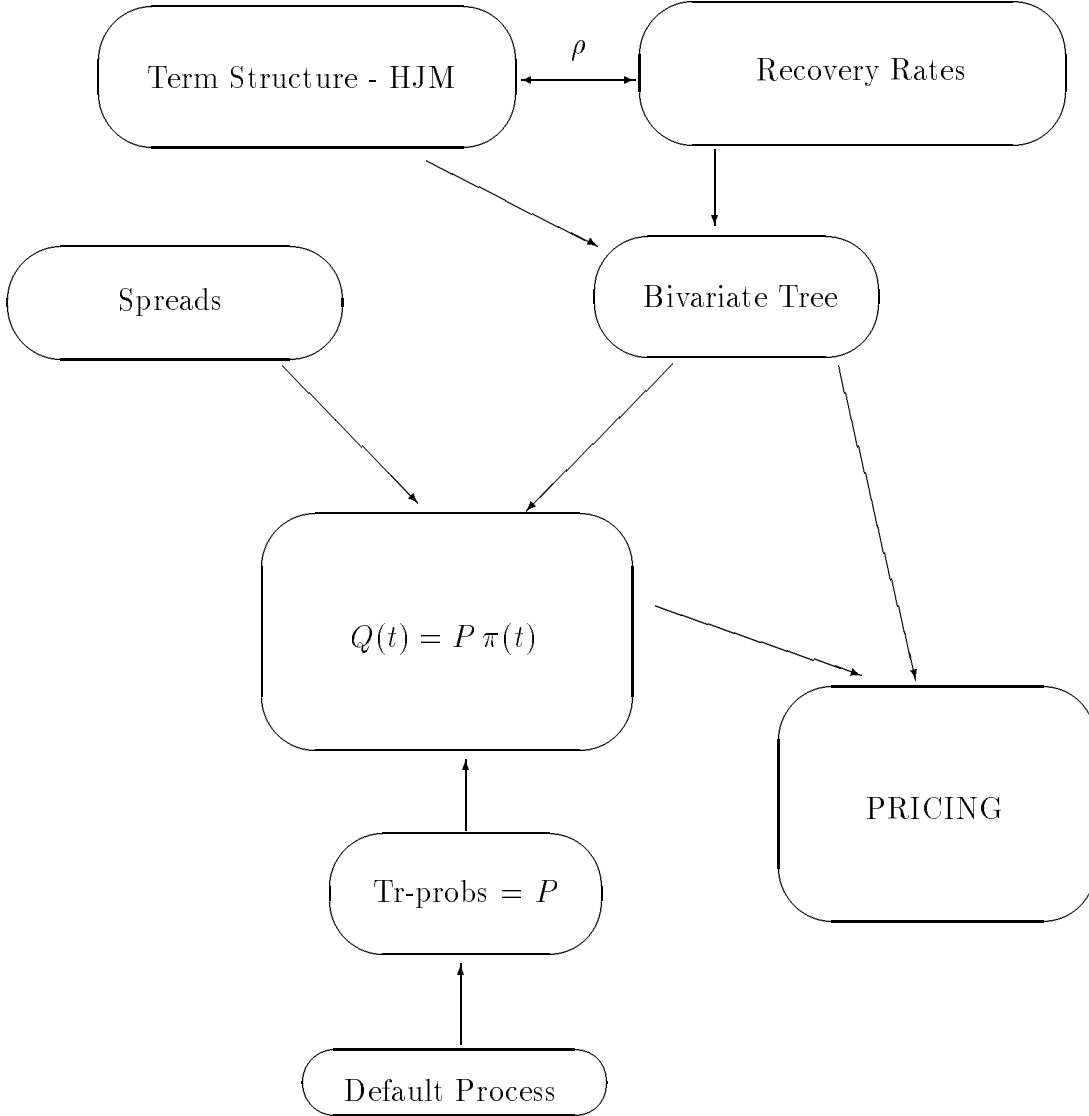 ρ
Term Structure - HJM
Recovery Rates
Spreads
Bivariate Tree
Q(t) = P π(t)
PRICING
Tr-probs = P
Default Process